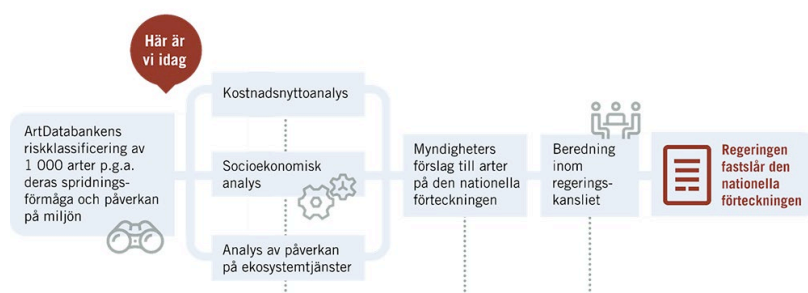 Här är
vi idag
ArtDatabankens
riskklassificering av
1 000 arter p.g.a.
deras spridnings-
förmåga och påverkan
på miljön
Kostnadsnyttoanalys
Socioekonomisk
analys
Analys av påverkan
på ekosystemtjänster
Myndigheters
förslag till arter
på den nationella
förteckningen
Beredning
inom
regerings-
kansliet
Regeringen
fastslår den
nationella
förteckningen